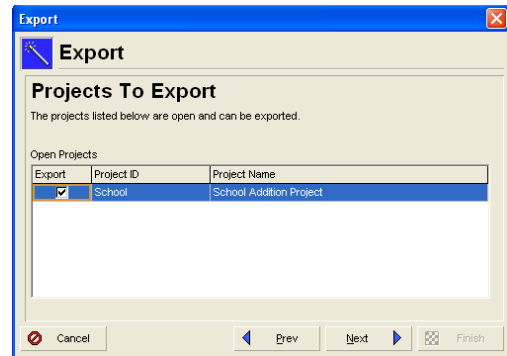 Export
Export
Projects To Export
The projects listed below are open and can be exported.
Open Projects
Export Project ID Project Name
School School Addition Project
Cancel Prev Next Finish